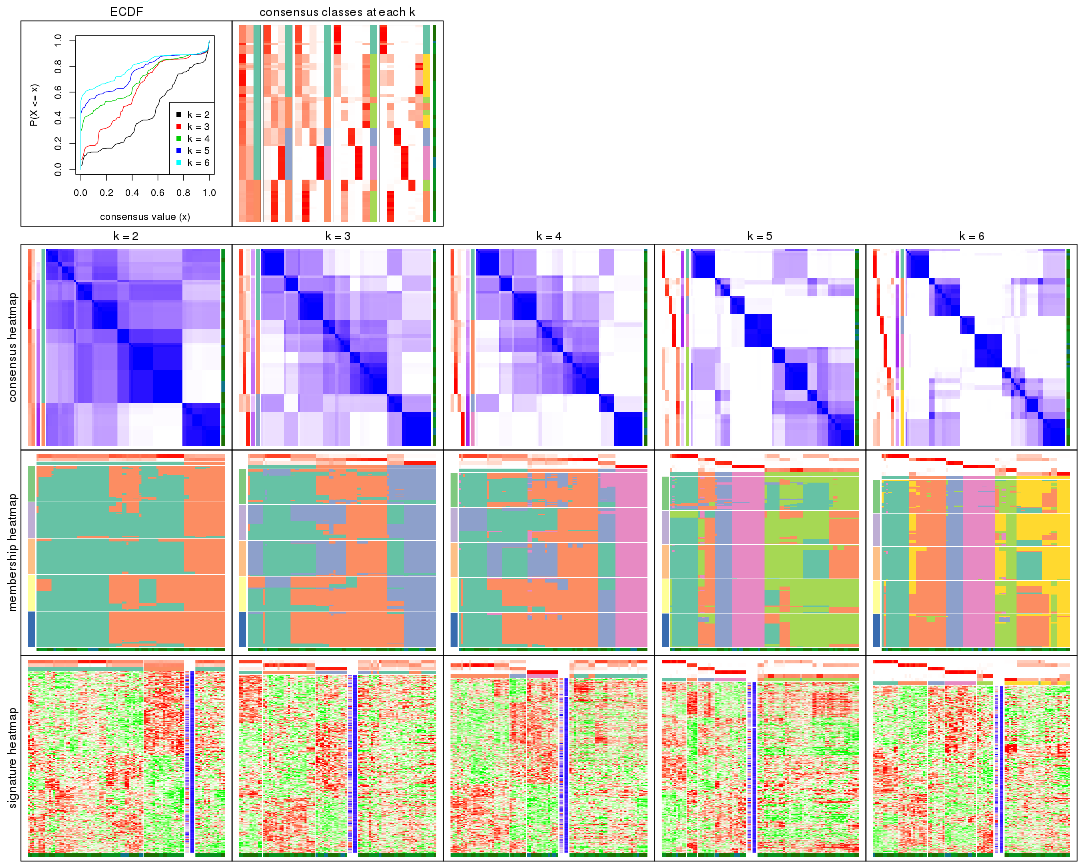 ECDF
consensus classes at each k
P(X <= x)
1.0
0.8
0.6
0.4
0.2
0.0
k = 2
k = 3
k = 4
k = 5
k = 6
0.0 0.2 0.4 0.6 0.8 1.0
consensus value (x)
k = 2
k = 3
k = 4
k = 5
k = 6
consensus heatmap
membership heatmap
signature heatmap